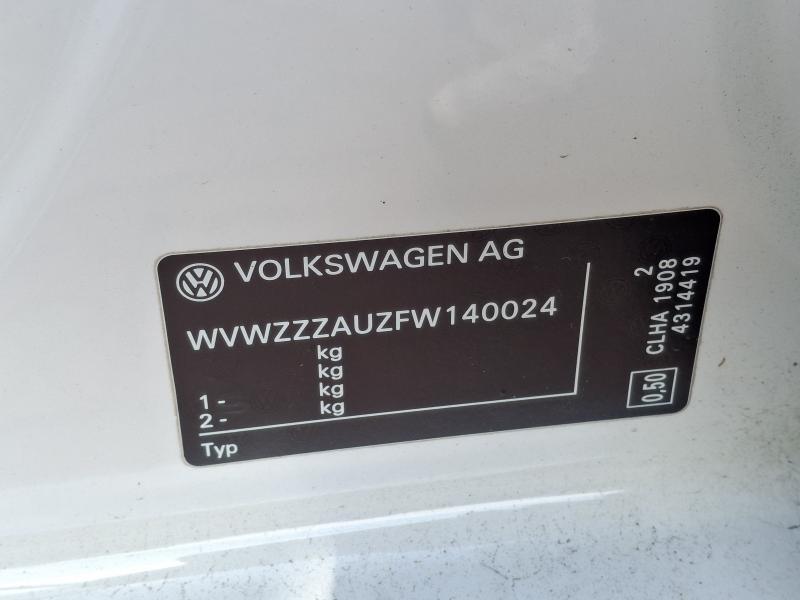 VOLKSWAGEN AG
WVWZZZAUZFW140024
kg
kg
1 - kg
2 - kg
Typ
2
CLHA 1908
4314419
0,50